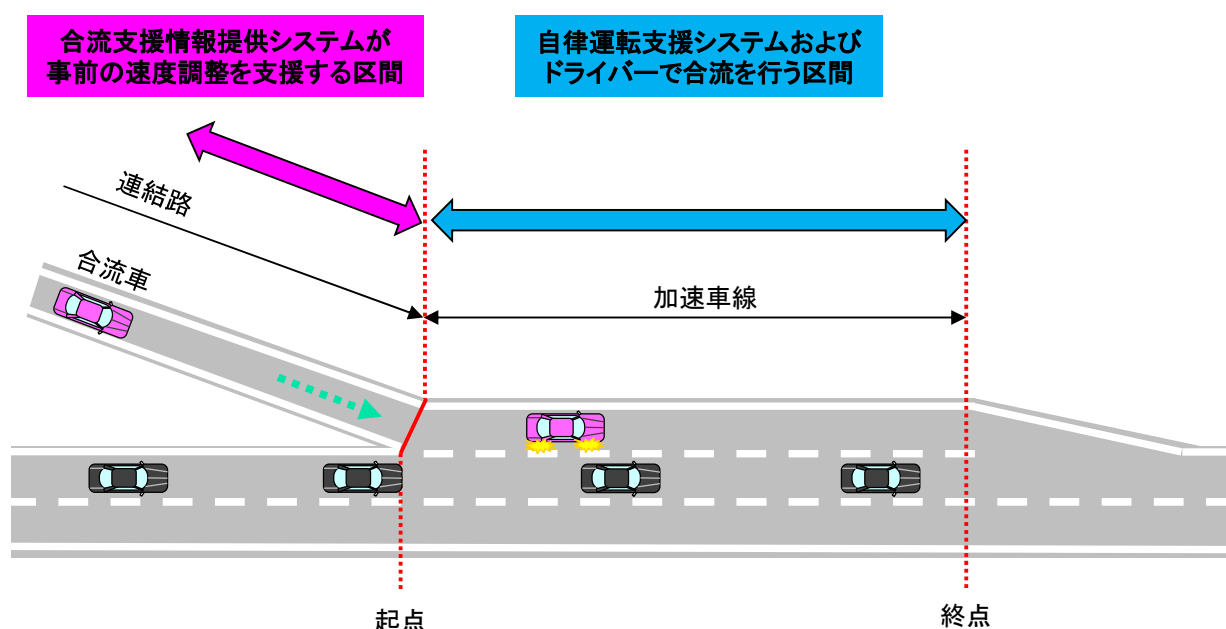 合流支援情報提供システムが
事前の速度調整を支援する区間
自律運転支援システムおよび
ドライバーで合流を行う区間
連結路
合流車
加速車線
起点
終点